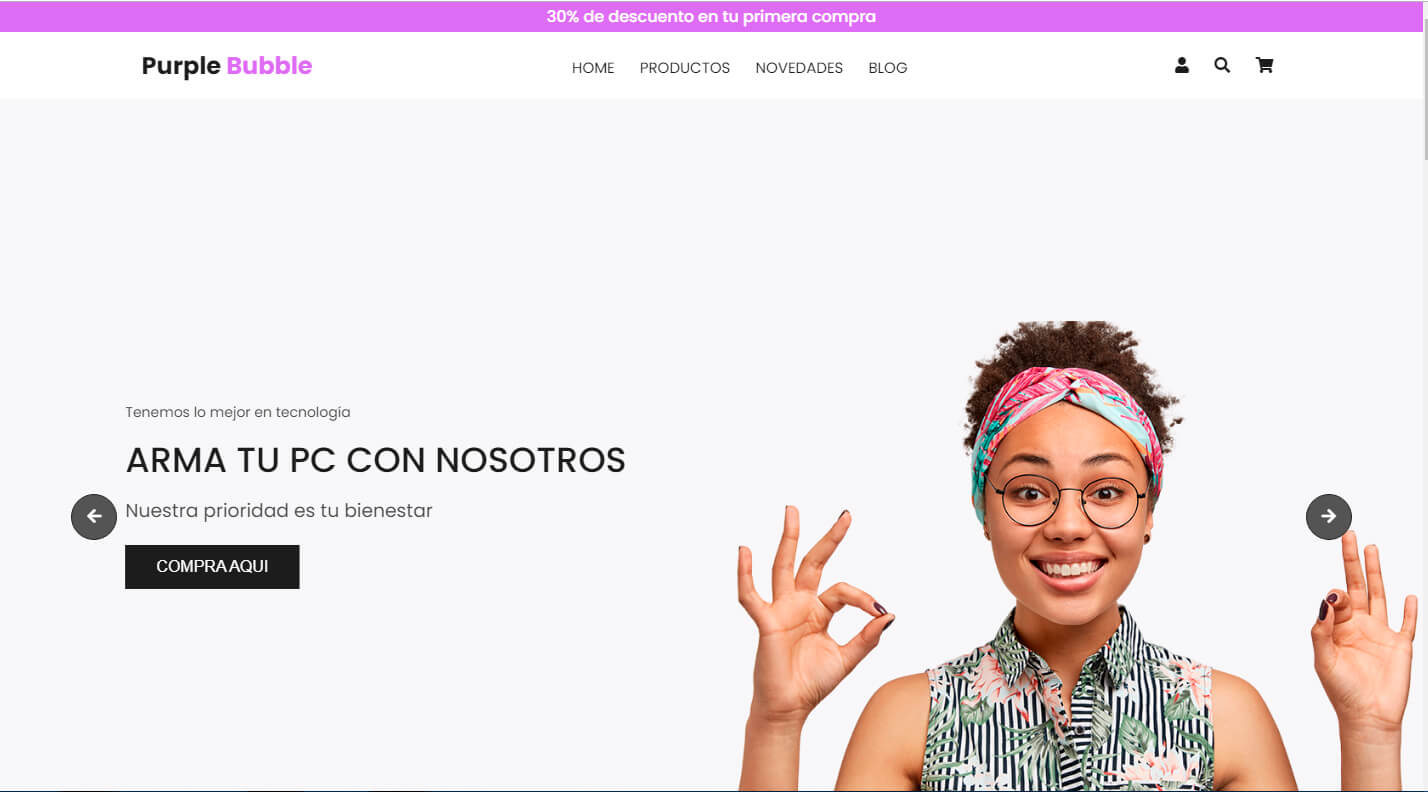 30% de descuento en tu primera compra
Purple Bubble
HOME PRODUCTOS NOVEDADES BLOG
Tenemos lo mejor en tecnología
ARMA TU PC CON NOSOTROS
Nuestra prioridad es tu bienestar
COMPRA AQUI